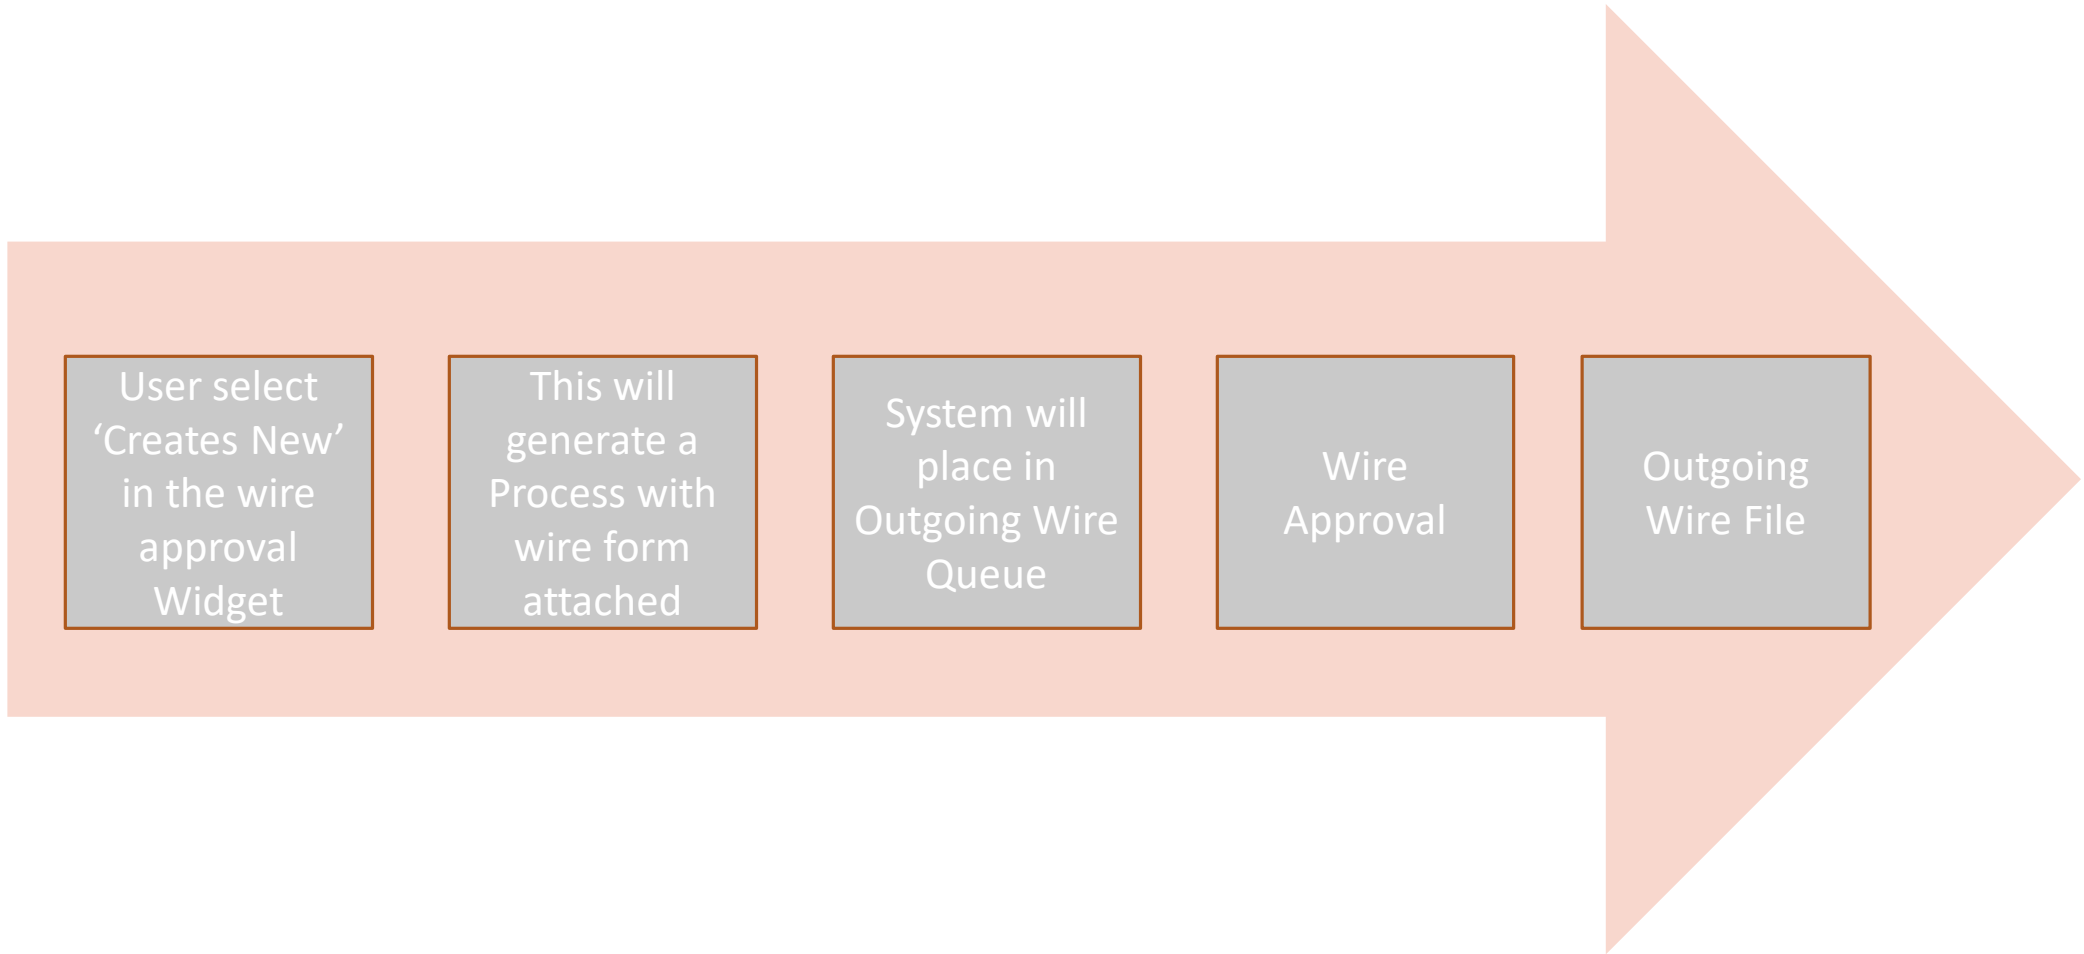 User select
‘Creates New’
in the wire
approval
Widget
This will
generate a
Process with
wire form
attached
System will
place in
Outgoing Wire
Queue
Wire
Approval
Outgoing
Wire File